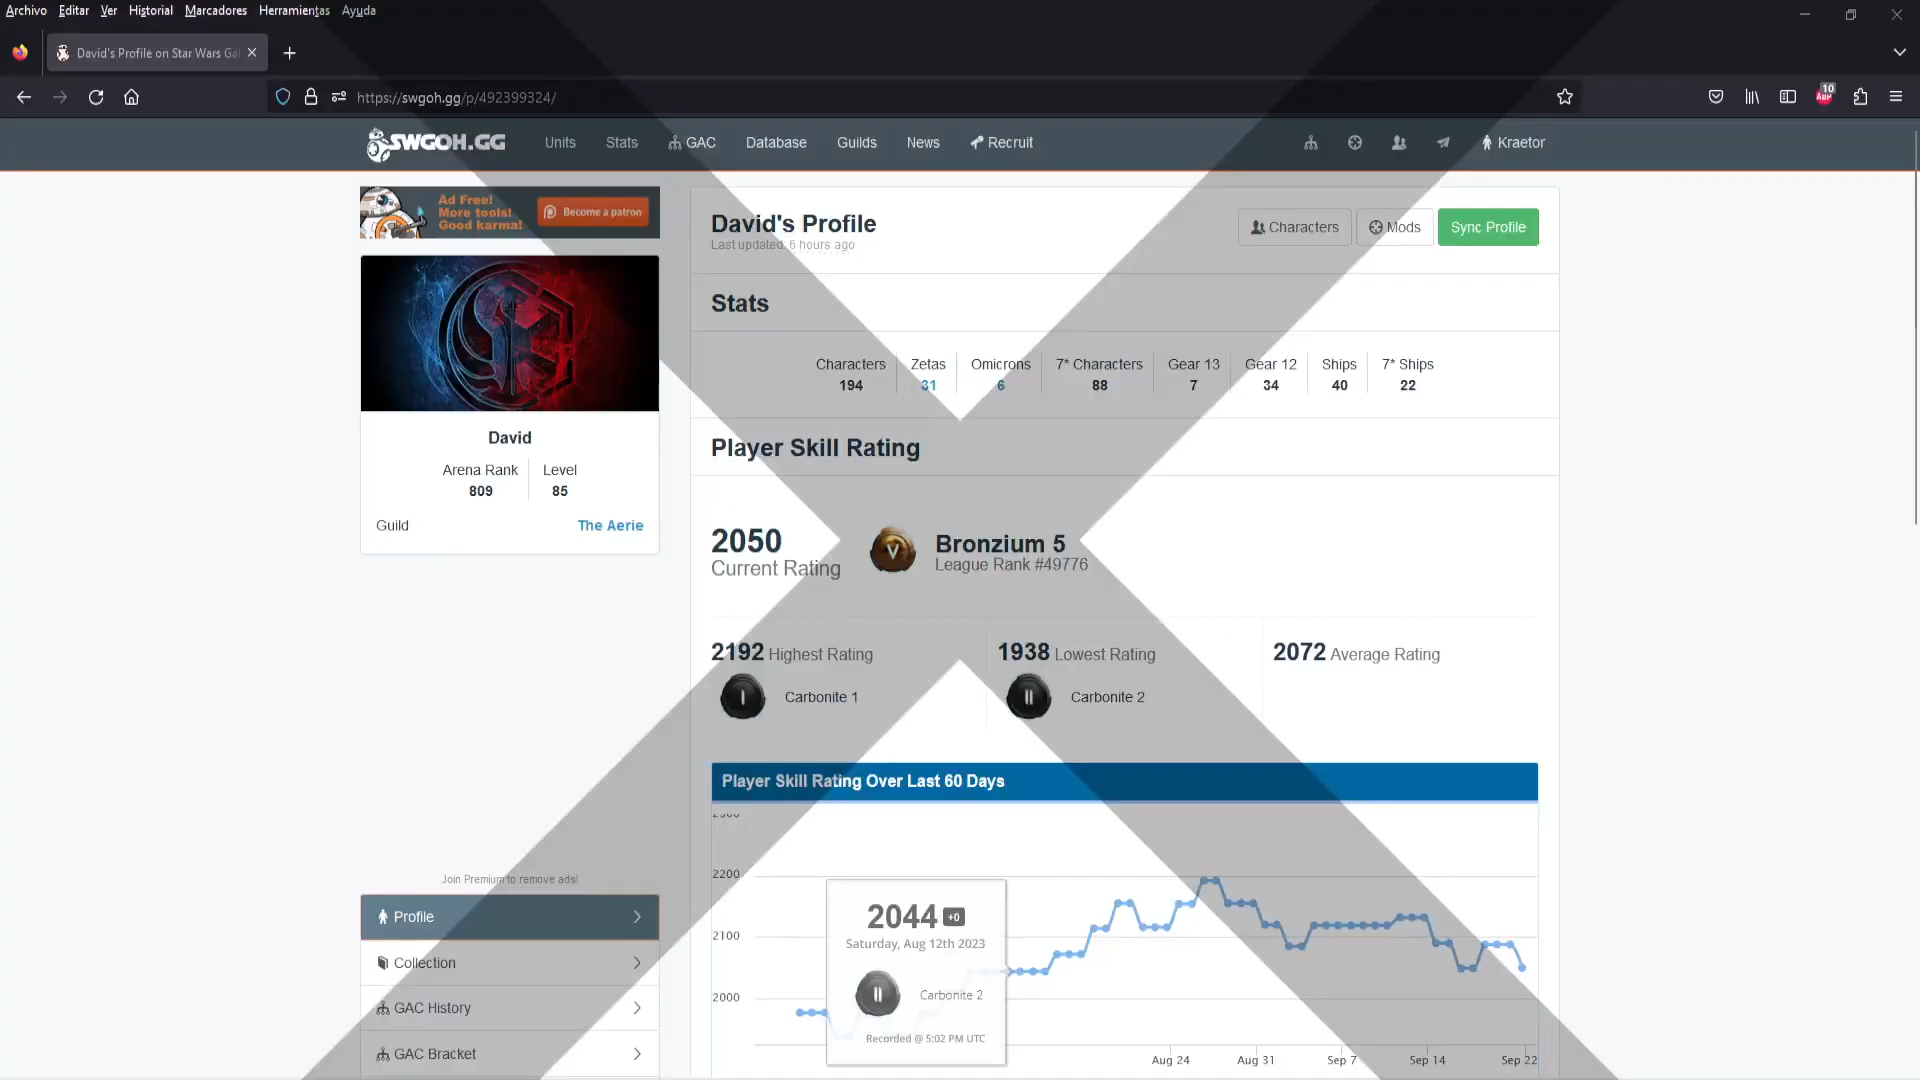 Archivo Editar Ver Historial Marcadores Herramientas Ayuda
David's Profile on Star Wars Gal
https://swgoh.gg/p/492399324/
10
ABP
SWGOH.GG Units Stats GAC Database Guilds News Recruit Kraetor
Ad Free!
More tools!
Good karma!
Become a patron
David
Arena Rank Level
809 85
Guild The Aerie
Join Premium to remove ads!
Profile
Collection
GAC History
GAC Bracket
David's Profile
Last updated: 6 hours ago
Characters Mods Sync Profile
Stats
Characters Zetas Omicrons 7* Characters Gear 13 Gear 12 Ships 7* Ships
194 31 6 88 7 34 40 22
Player Skill Rating
2050
Current Rating
V
Bronzium 5
League Rank #49776
2192 Highest Rating
I Carbonite 1
1938 Lowest Rating
II Carbonite 2
2072 Average Rating
Player Skill Rating Over Last 60 Days
2300
2200
2100
2000
2044 +0
Saturday, Aug 12th 2023
II Carbonite 2
Recorded @ 5:02 PM UTC
Aug 24 Aug 31 Sep 7 Sep 14 Sep 22